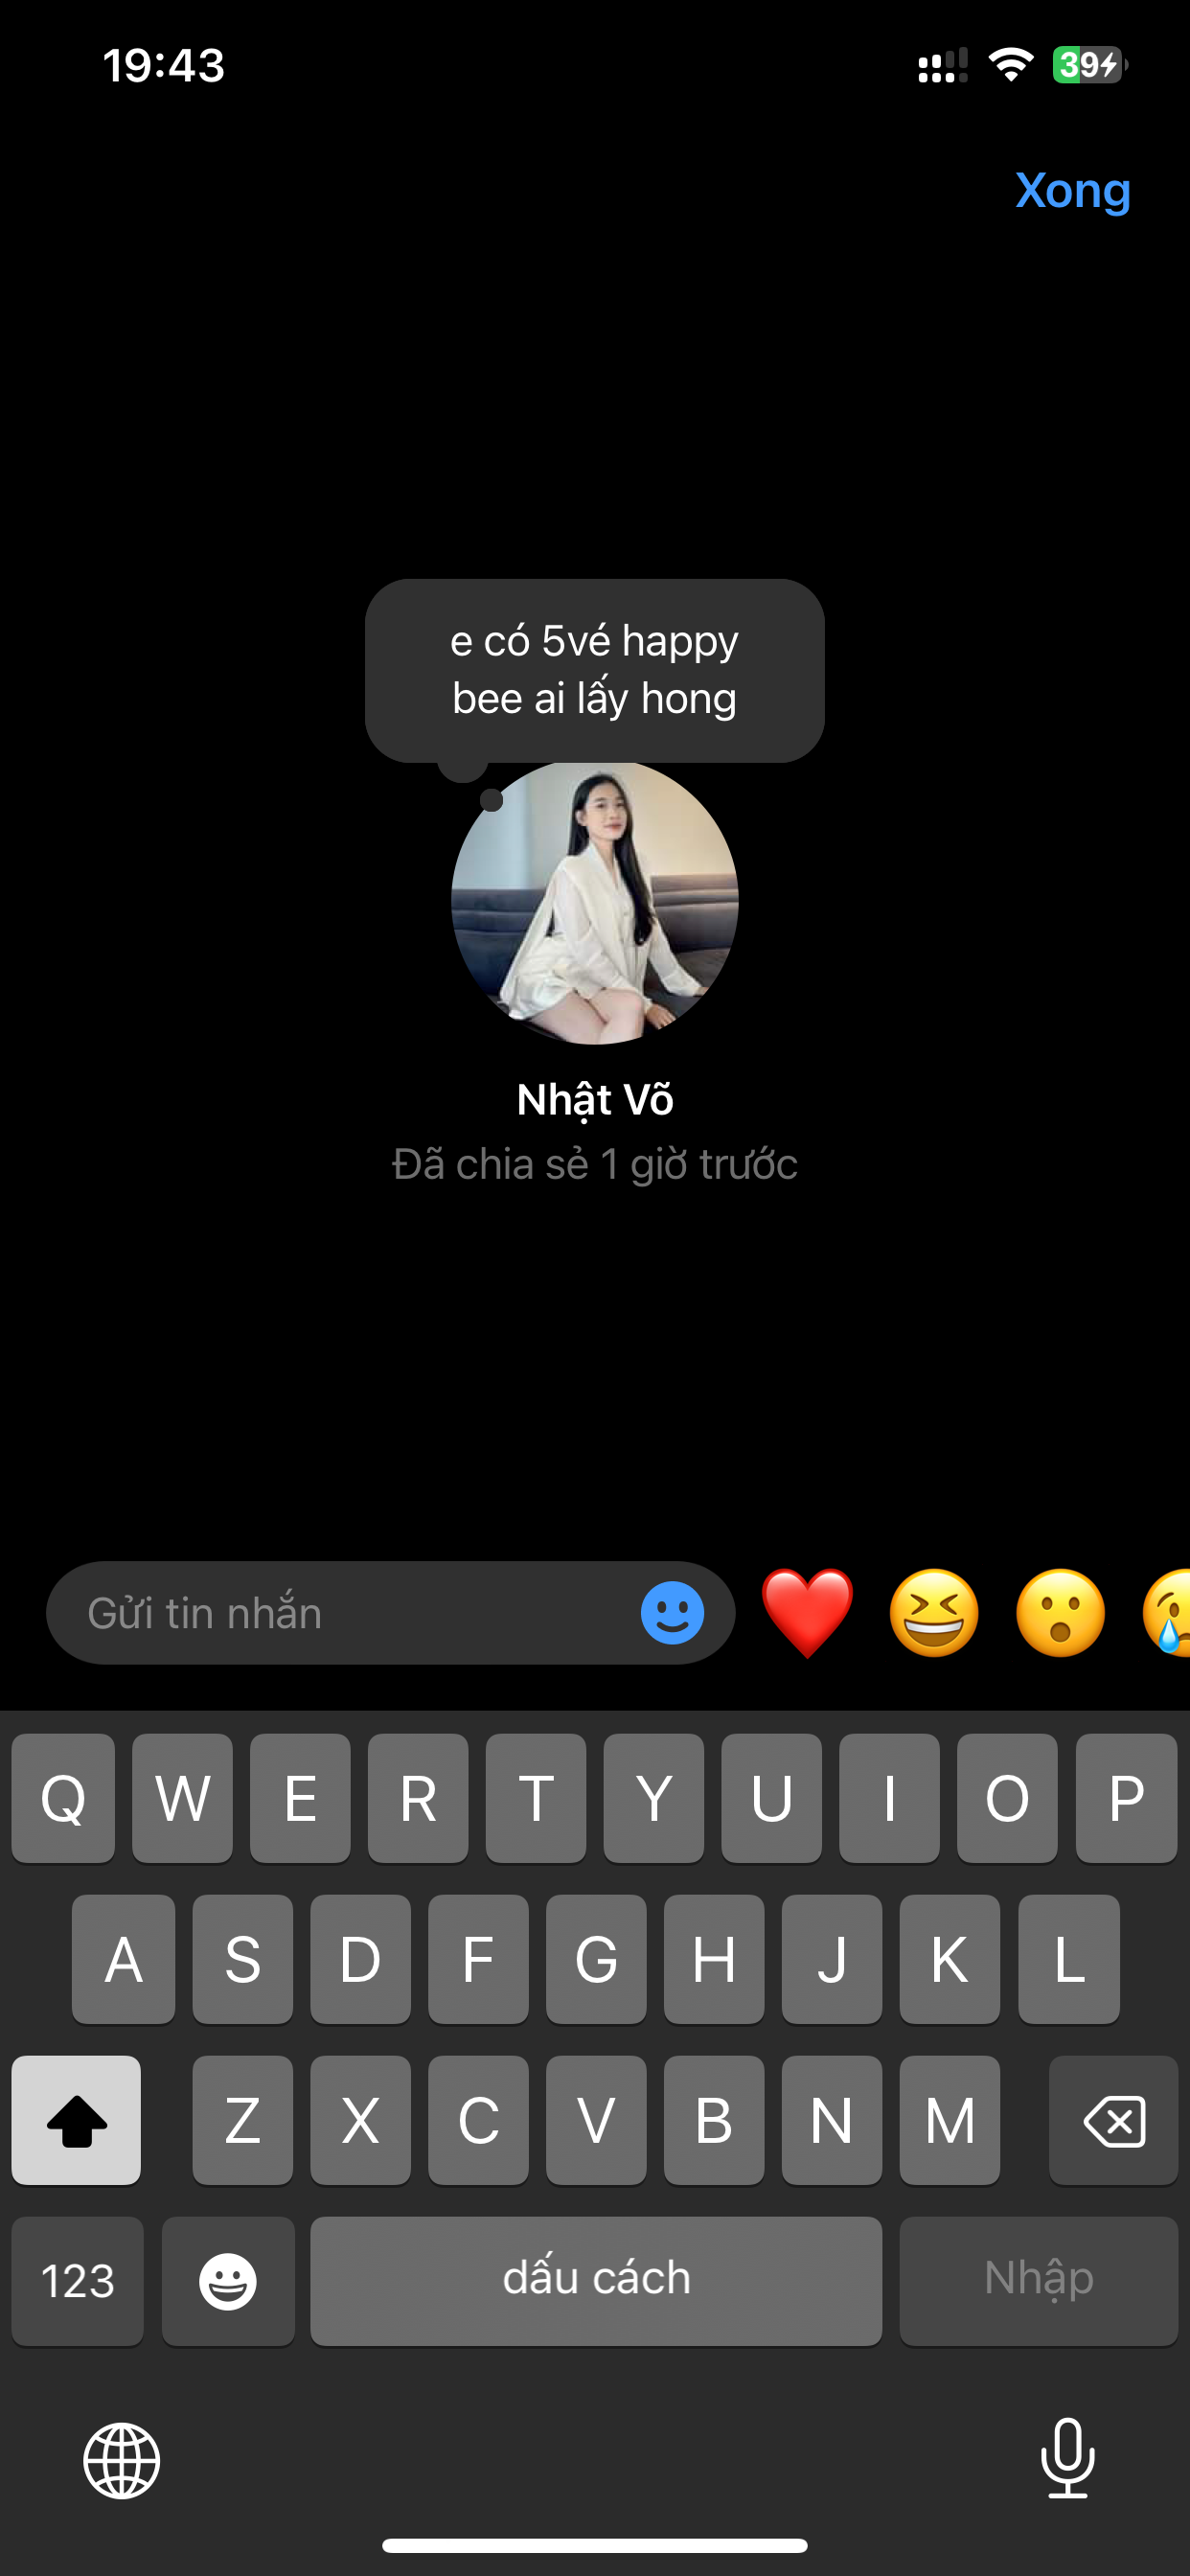 19:43
39
Xong
e có 5vé happy
bee ai lấy hong
Nhật Võ
Đã chia sẻ 1 giờ trước
Gửi tin nhắn
Q W E R T Y U I O P
A S D F G H J K L
Z X C V B N M
123 dấu cách Nhập